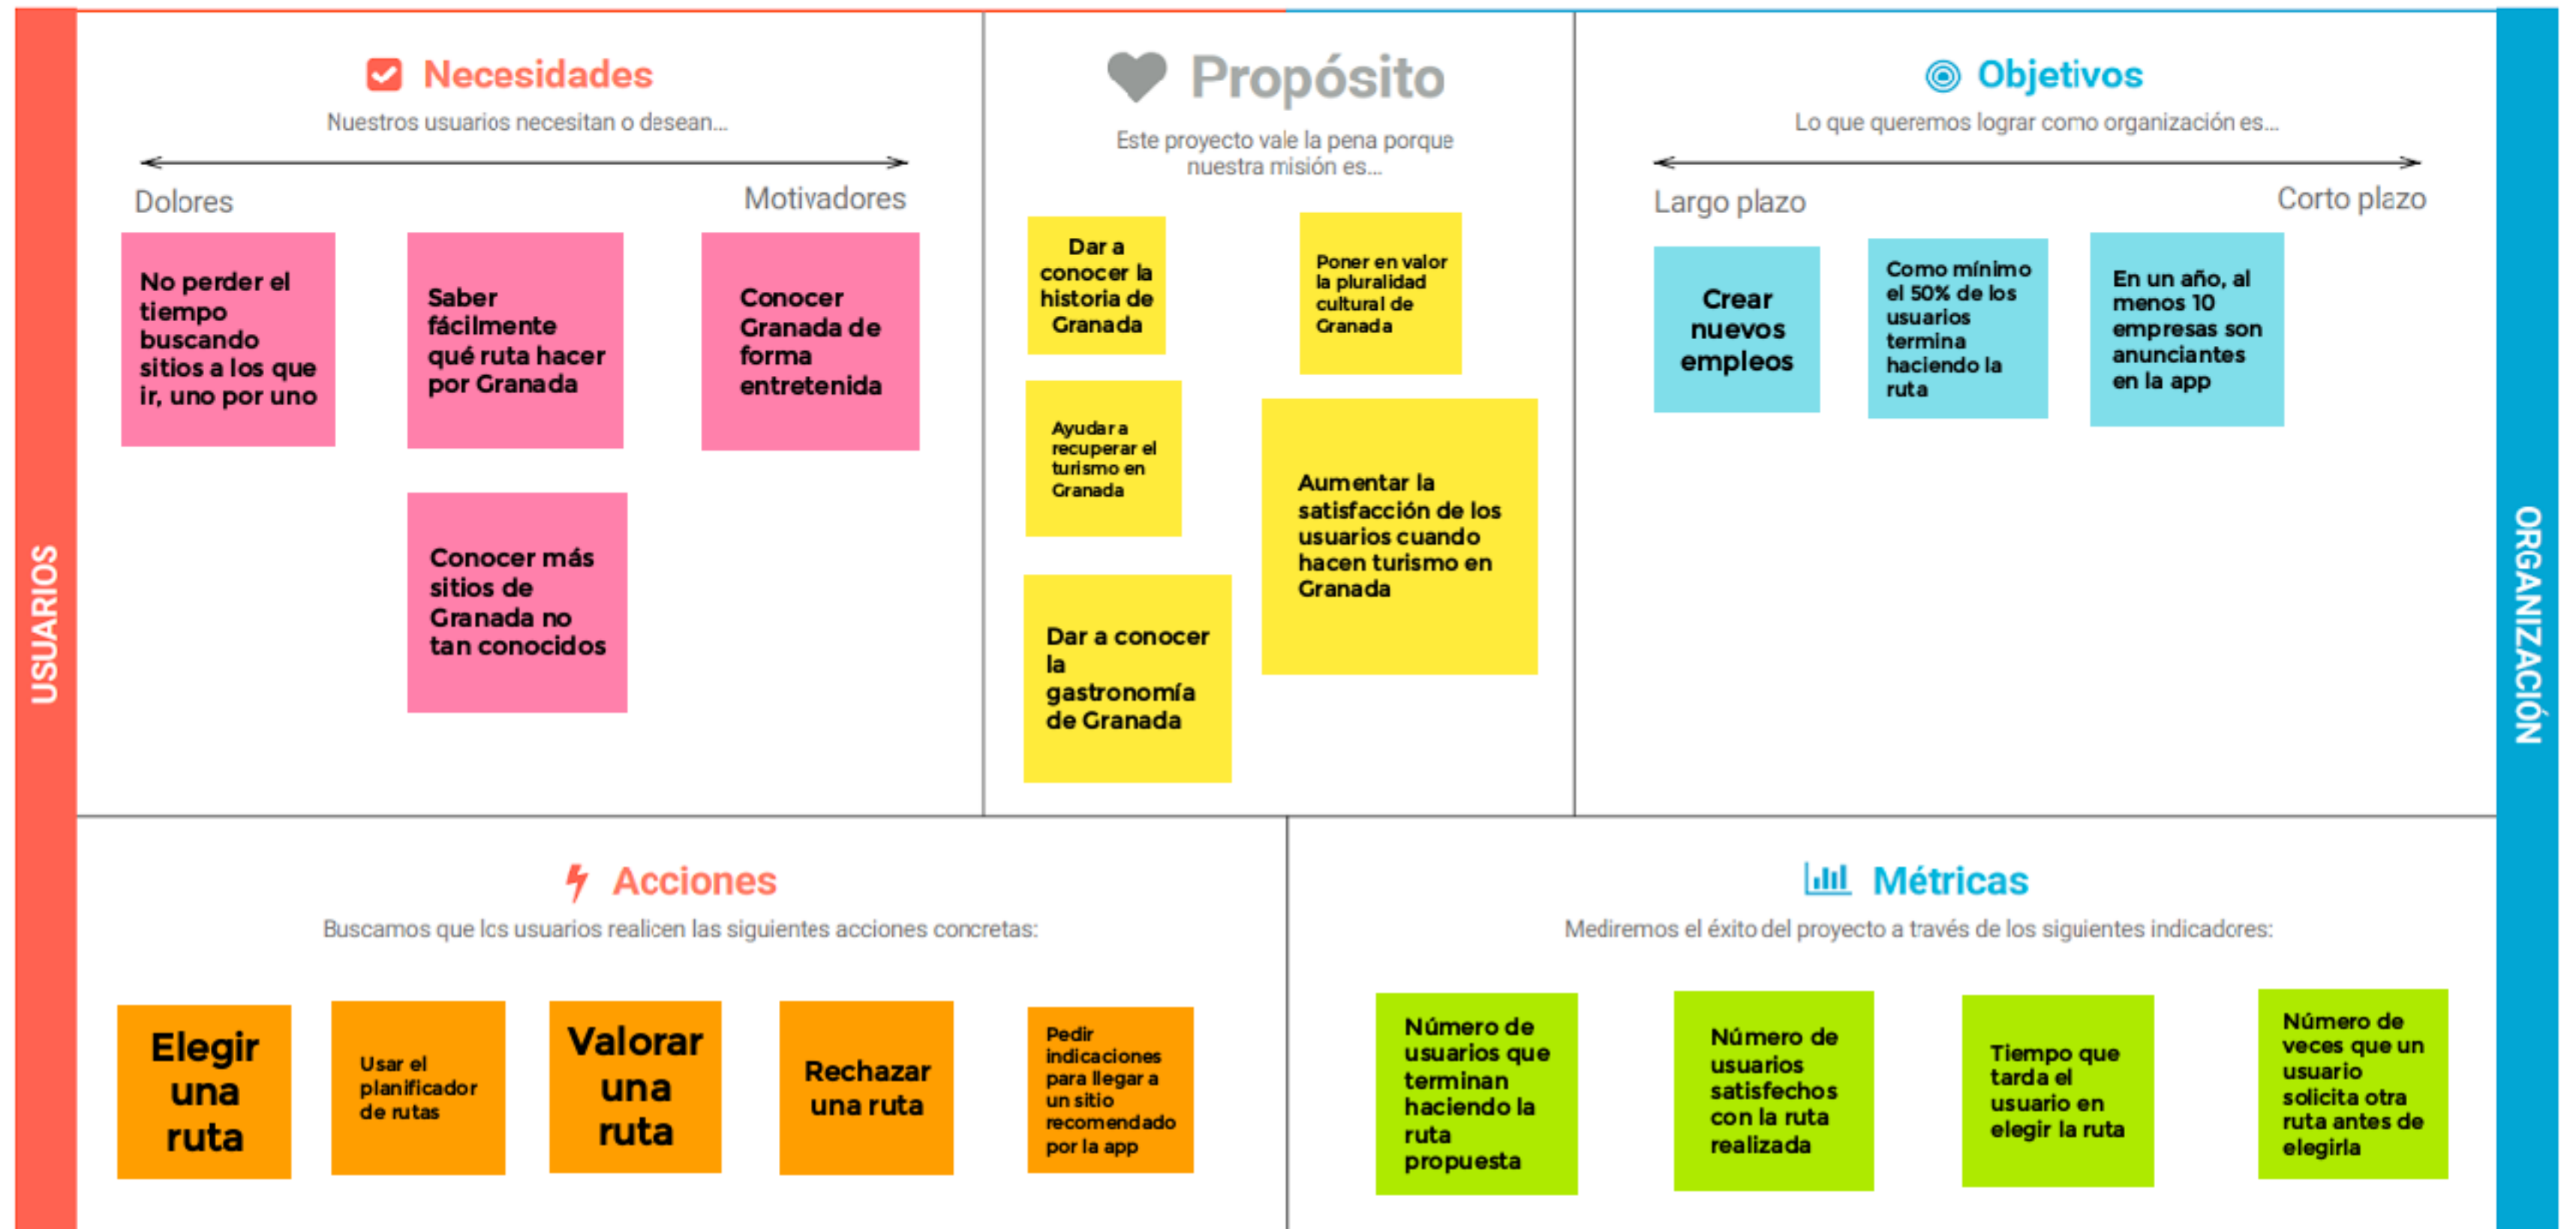 USUARIOS
Necesidades
Nuestros usuarios necesitan o desean...
Dolores
Motivadores
No perder el
tiempo
buscando
sitios a los que
ir, uno por uno
Saber
fácilmente
qué ruta hacer
por Granada
Conocer
Granada de
forma
entretenida
Conocer más
sitios de
Granada no
tan conocidos
Propósito
Este proyecto vale la pena porque
nuestra misión es...
Dar a
conocer la
historia de
Granada
Poner en valor
la pluralidad
cultural de
Granada
Ayudar a
recuperar el
turismo en
Granada
Aumentar la
satisfacción de los
usuarios cuando
hacen turismo en
Granada
Dar a conocer
la
gastronomía
de Granada
Objetivos
Lo que queremos lograr como organización es...
Largo plazo
Corto plazo
Crear
nuevos
empleos
Como mínimo
el 50% de los
usuarios
termina
haciendo la
ruta
En un año, al
menos 10
empresas son
anunciantes
en la app
ORGANIZACIÓN
Acciones
Buscamos que los usuarios realicen las siguientes acciones concretas:
Elegir
una
ruta
Usar el
planificador
de rutas
Valorar
una
ruta
Rechazar
una ruta
Pedir
indicaciones
para llegar a
un sitio
recomendado
por la app
Métricas
Mediremos el éxito del proyecto a través de los siguientes indicadores:
Número de
usuarios que
terminan
haciendo la
ruta
propuesta
Número de
usuarios
satisfechos
con la ruta
realizada
Tiempo que
tarda el
usuario en
elegir la ruta
Número de
veces que un
usuario
solicita otra
ruta antes de
elegirla